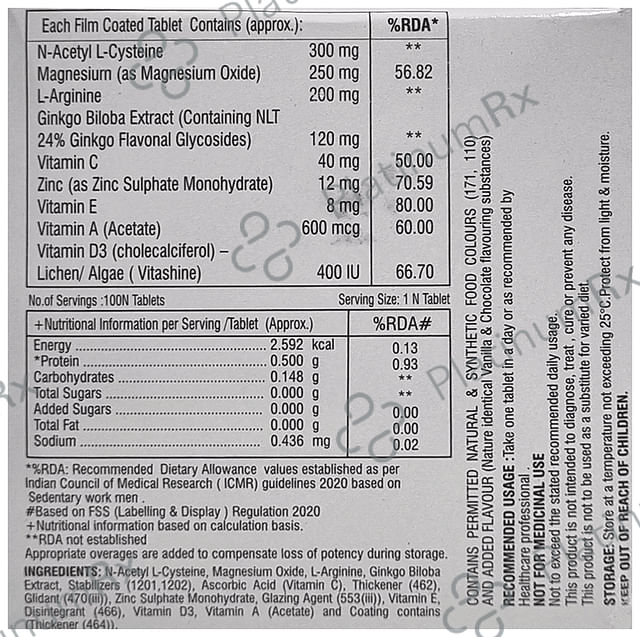 Each Film Coated Tablet Contains (approx.): %RDA*
N-Acetyl L-Cysteine 300 mg **
Magnesium (as Magnesium Oxide) 250 mg 56.82
L-Arginine 200 mg **
Ginkgo Biloba Extract (Containing NLT
24% Ginkgo Flavonal Glycosides) 120 mg **
Vitamin C 40 mg 50.00
Zinc (as Zinc Sulphate Monohydrate) 12 mg 70.59
Vitamin E 8 mg 80.00
Vitamin A (Acetate) 600 mcg 60.00
Vitamin D3 (cholecalciferol) –
Lichen/ Algae ( Vitashine) 400 IU 66.70
No.of Servings :100N Tablets Serving Size: 1 N Tablet
+Nutritional Information per Serving /Tablet (Approx.) %RDA#
Energy 2.592 kcal 0.13
*Protein 0.500 g 0.93
Carbohydrates 0.148 g **
Total Sugars 0.000 g **
Added Sugars 0.000 g 0.00
Total Fat 0.000 g 0.00
Sodium 0.436 mg 0.02
*%RDA: Recommended Dietary Allowance values established as per
Indian Council of Medical Research ( ICMR) guidelines 2020 based on
Sedentary work men .
#Based on FSS (Labelling & Display ) Regulation 2020
+Nutritional information based on calculation basis.
**RDA not established
Appropriate overages are added to compensate loss of potency during storage.
INGREDIENTS: N-Acetyl L-Cysteine, Magnesium Oxide, L-Arginine, Ginkgo Biloba
Extract, Stabilizers (1201,1202), Ascorbic Acid (Vitamin C), Thickener (462),
Glidant (470(iii)), Zinc Sulphate Monohydrate, Glazing Agent (553(iii)), Vitamin E,
Disintegrant (466), Vitamin D3, Vitamin A (Acetate) and Coating contains
(Thickener (464)).
CONTAINS PERMITTED NATURAL & SYNTHETIC FOOD COLOURS (171, 110)
AND ADDED FLAVOUR (Nature identical Vanilla & Chocolate flavouring substances)
RECOMMENDED USAGE :Take one tablet in a day or as recommended by
Healthcare professional .
NOT FOR MEDICINAL USE
Not to exceed the stated recommended daily usage.
This product is not intended to diagnose, treat , cure or prevent any disease.
This product is not to be used as a substitute for varied diet.
STORAGE: Store at a temperature not exceeding 25°C.Protect from light & moisture.
KEEP OUT OF REACH OF CHILDREN.
PlatinumRx
PlatinumRx
PlatinumRx